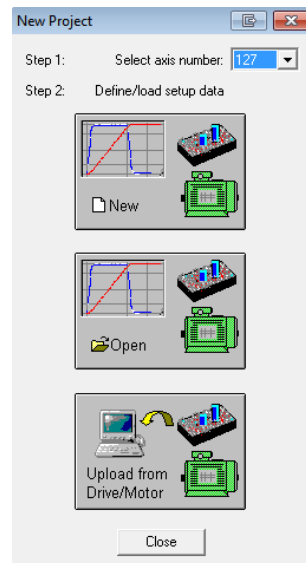 New Project
Step 1: Select axis number: 127
Step 2: Define/load setup data
New
Open
Upload from
Drive/Motor
Close